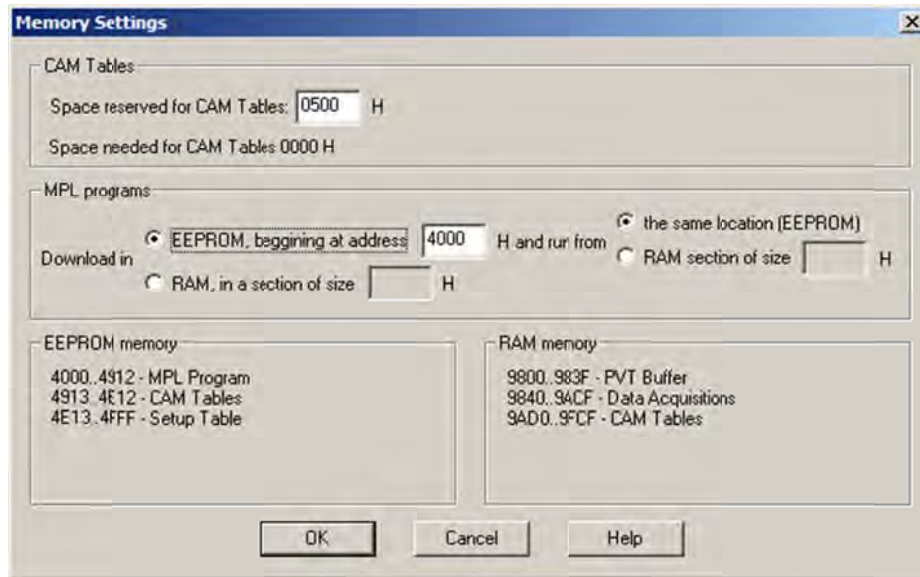 Memory Settings
CAM Tables
Space reserved for CAM Tables: 0500 H
Space needed for CAM Tables 0000 H
MPL programs
Download in
EEPROM, beggining at address 4000 H and run from
RAM, in a section of size H
the same location (EEPROM)
RAM section of size H
EEPROM memory
4000..4912 - MPL Program
4913..4E12 - CAM Tables
4E13..4FFF - Setup Table
RAM memory
9800..983F - PVT Buffer
9840..9ACF - Data Acquisitions
9AD0..9FCF - CAM Tables
OK
Cancel
Help